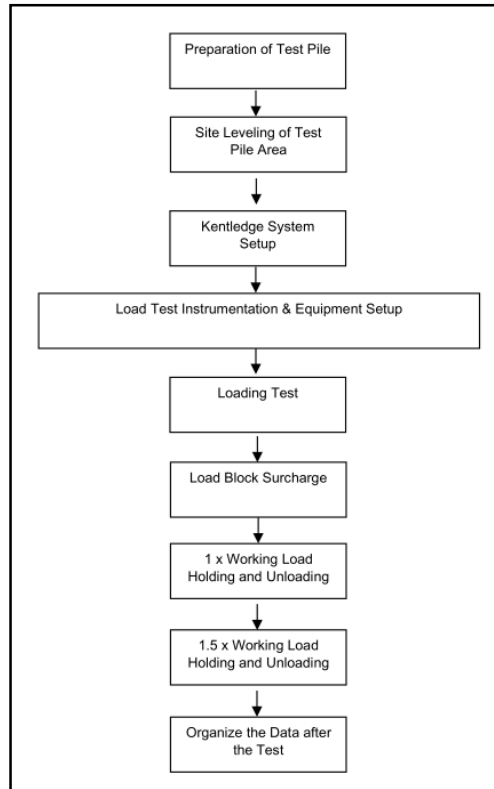 Preparation of Test Pile
Site Leveling of Test
Pile Area
Kentledge System
Setup
Load Test Instrumentation & Equipment Setup
Loading Test
Load Block Surcharge
1 x Working Load
Holding and Unloading
1.5 x Working Load
Holding and Unloading
Organize the Data after
the Test